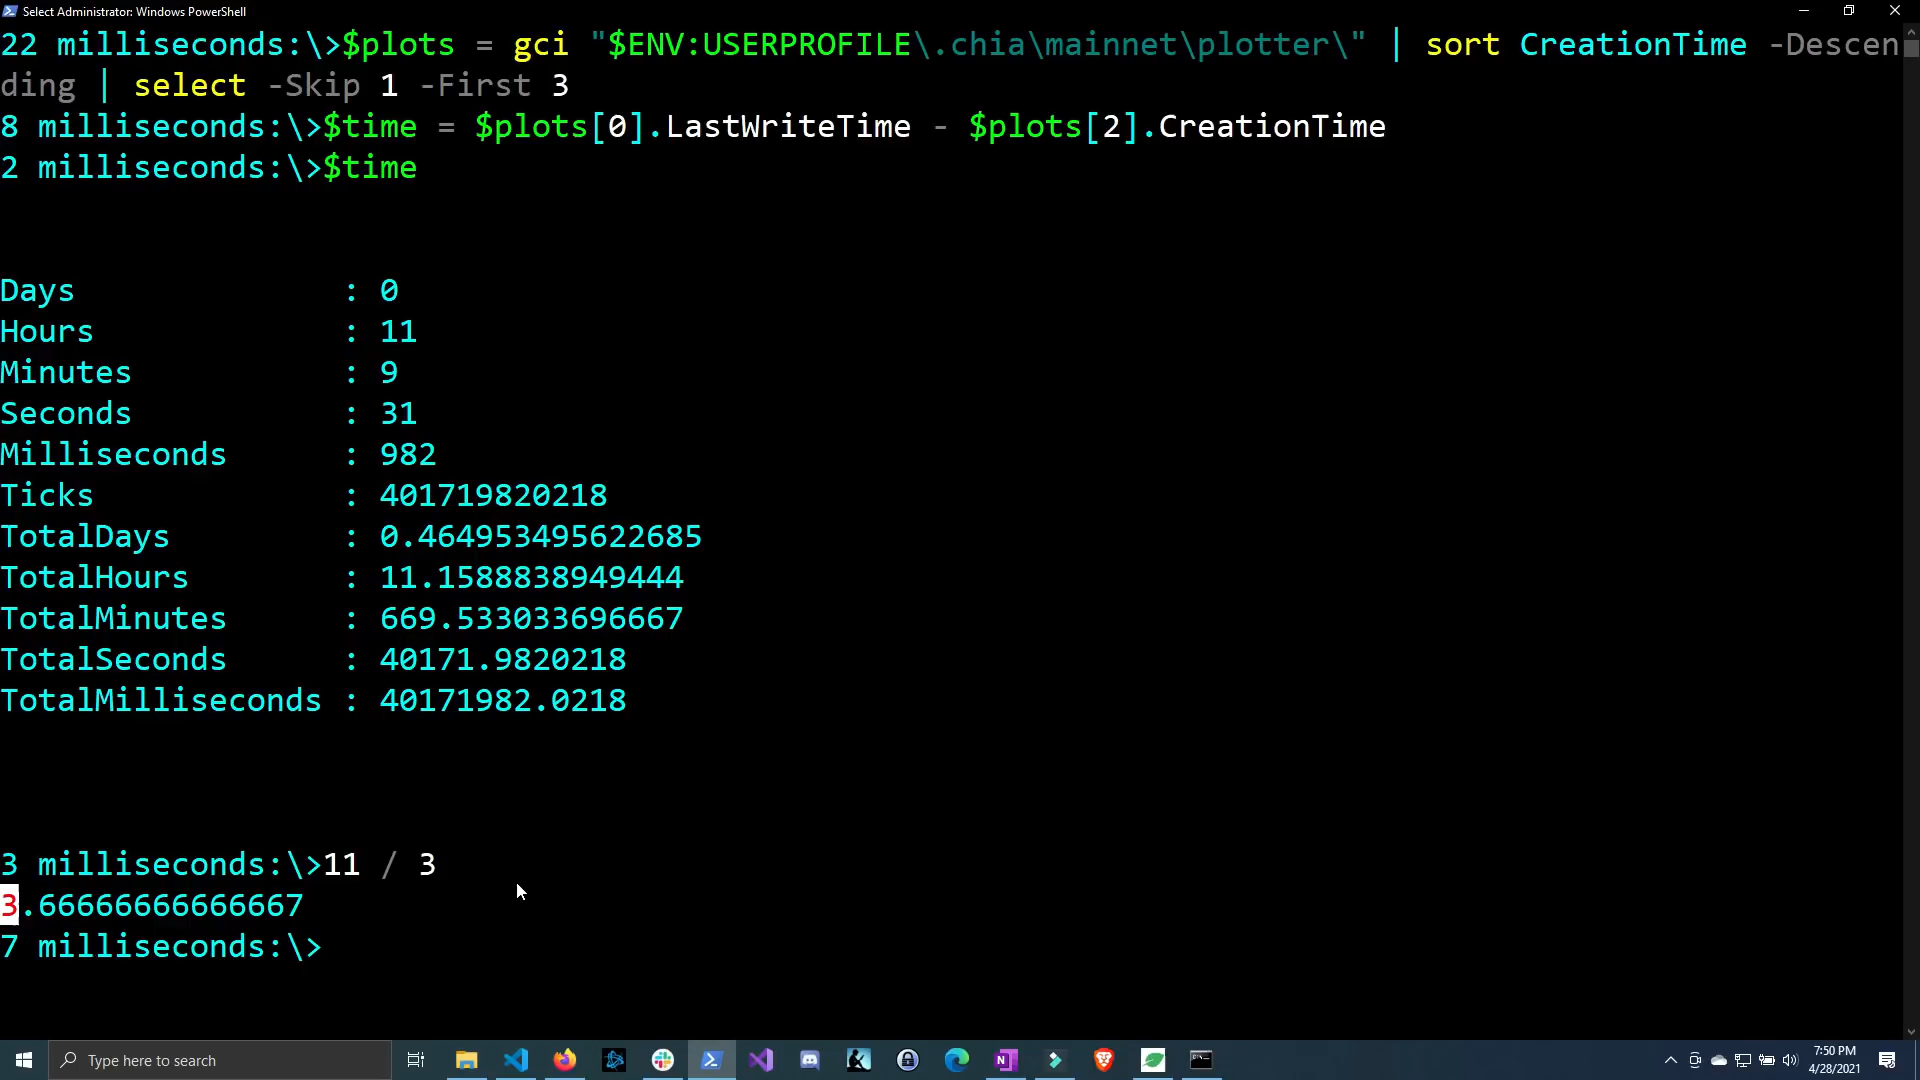 Select Administrator: Windows PowerShell
22 milliseconds:\>$plots = gci "$ENV:USERPROFILE\.chia\mainnet\plotter\" | sort CreationTime -Descen
ding | select -Skip 1 -First 3
8 milliseconds:\>$time = $plots[0].LastWriteTime - $plots[2].CreationTime
2 milliseconds:\>$time
Days : 0
Hours : 11
Minutes : 9
Seconds : 31
Milliseconds : 982
Ticks : 401719820218
TotalDays : 0.464953495622685
TotalHours : 11.1588838949444
TotalMinutes : 669.533033696667
TotalSeconds : 40171.9820218
TotalMilliseconds : 40171982.0218
3 milliseconds:\>11 / 3
3.66666666666667
7 milliseconds:\>
Type here to search
7:50 PM
4/28/2021